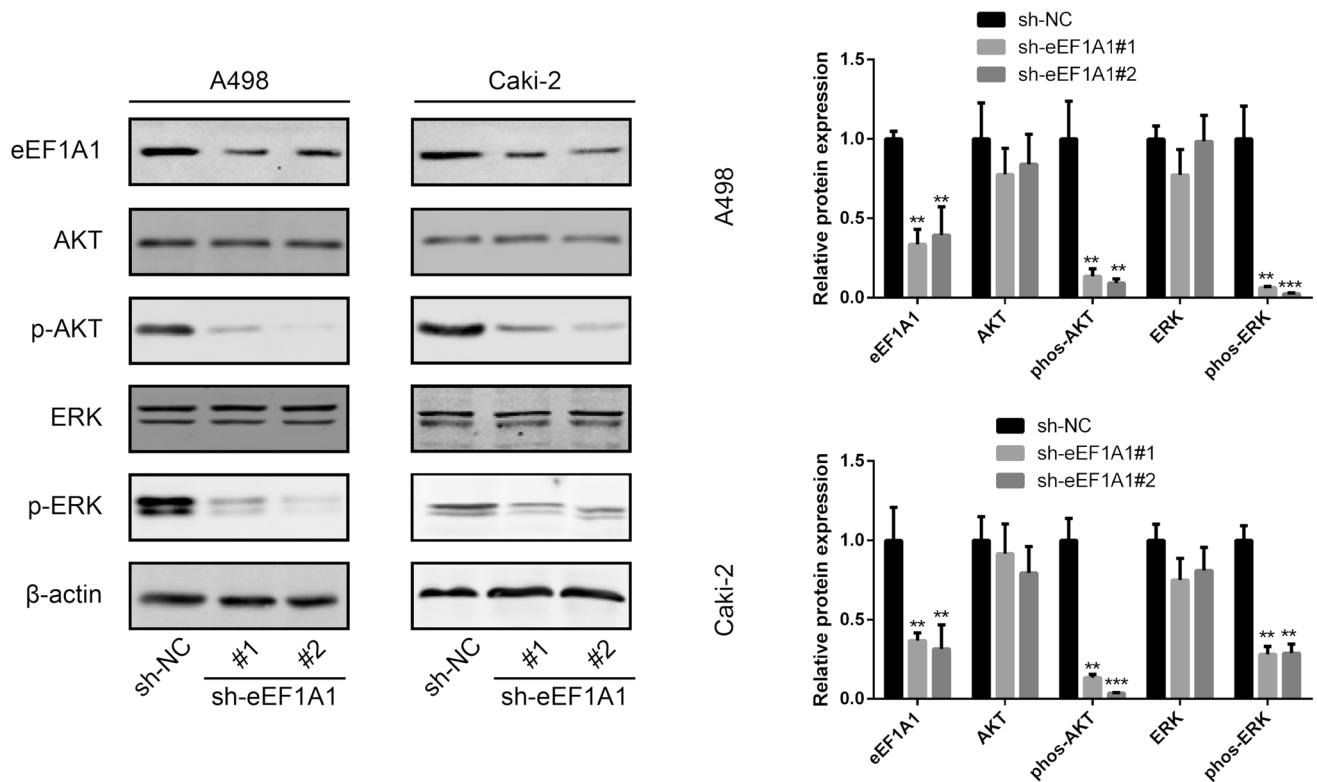 A498
Caki-2
eEF1A1
AKT
p-AKT
ERK
p-ERK
β-actin
sh-NC
#1
#2
sh-eEF1A1
sh-NC
#1
#2
sh-eEF1A1
A498
sh-NC
sh-eEF1A1#1
sh-eEF1A1#2
Relative protein expression
1.5
1.0
0.5
0.0
** **
** **
** ***
eEF1A1
AKT
phos-AKT
ERK
phos-ERK
Caki-2
sh-NC
sh-eEF1A1#1
sh-eEF1A1#2
Relative protein expression
1.5
1.0
0.5
0.0
** **
** ***
** **
eEF1A1
AKT
phos-AKT
ERK
phos-ERK